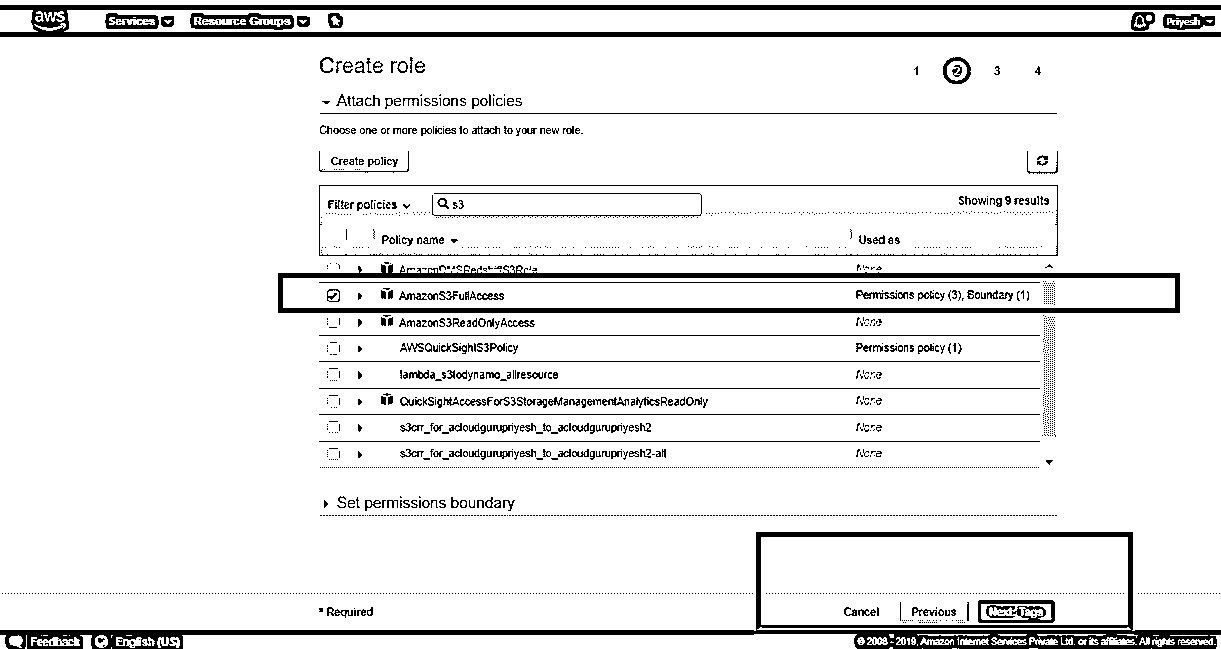 aws Services Resource Groups Priyesh
Create role 1 2 3 4
Attach permissions policies
Choose one or more policies to attach to your new role.
Create policy
Filter policies s3 Showing 9 results
Policy name Used as
AmazonDMSRedshiftS3Role None
AmazonS3FullAccess Permissions policy (3), Boundary (1)
AmazonS3ReadOnlyAccess None
AWSQuickSightS3Policy Permissions policy (1)
lambda_s3todynamo_allresource None
QuickSightAccessForS3StorageManagementAnalyticsReadOnly None
s3crr_for_acloudgurupriyesh_to_acloudgurupriyesh2 None
s3crr_for_acloudgurupriyesh_to_acloudgurupriyesh2-all None
Set permissions boundary
* Required Cancel Previous Next: Tags
Feedback English (US) © 2008 - 2019, Amazon Internet Services Private Ltd. or its affiliates. All rights reserved.